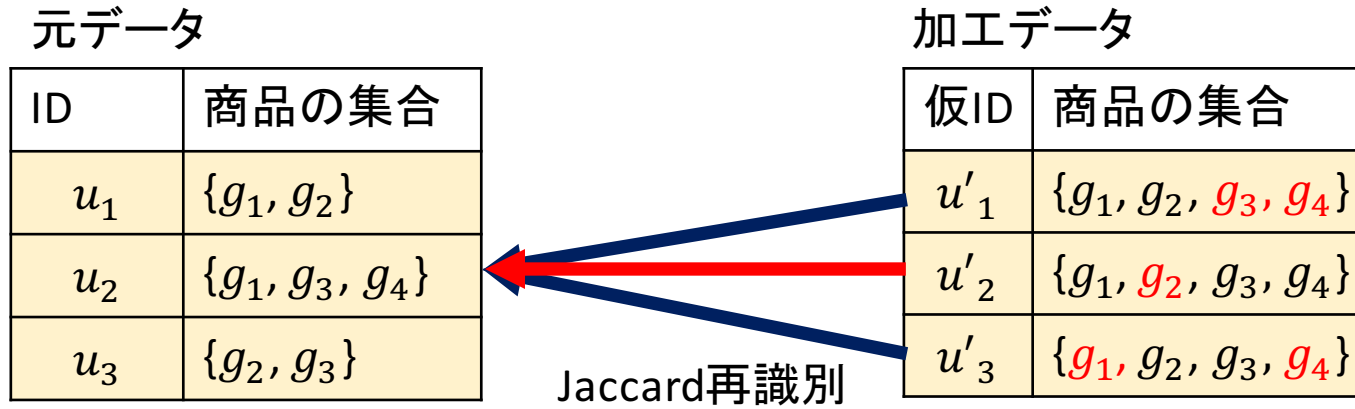 元データ
ID 商品の集合
u₁ {g₁, g₂}
u₂ {g₁, g₃, g₄}
u₃ {g₂, g₃}
Jaccard再識別
加工データ
仮ID 商品の集合
u′₁ {g₁, g₂, g₃, g₄}
u′₂ {g₁, g₂, g₃, g₄}
u′₃ {g₁, g₂, g₃, g₄}